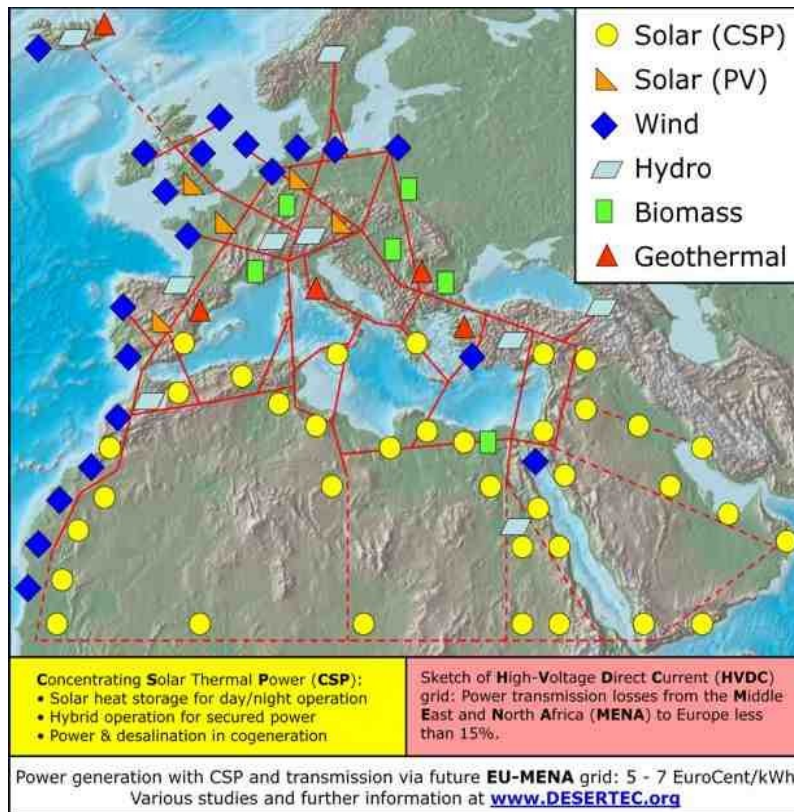 Solar (CSP)
Solar (PV)
Wind
Hydro
Biomass
Geothermal
Concentrating Solar Thermal Power (CSP):
• Solar heat storage for day/night operation
• Hybrid operation for secured power
• Power & desalination in cogeneration
Sketch of High-Voltage Direct Current (HVDC)
grid: Power transmission losses from the Middle
East and North Africa (MENA) to Europe less
than 15%.
Power generation with CSP and transmission via future EU-MENA grid: 5 - 7 EuroCent/kWh
Various studies and further information at www.DESERTEC.org